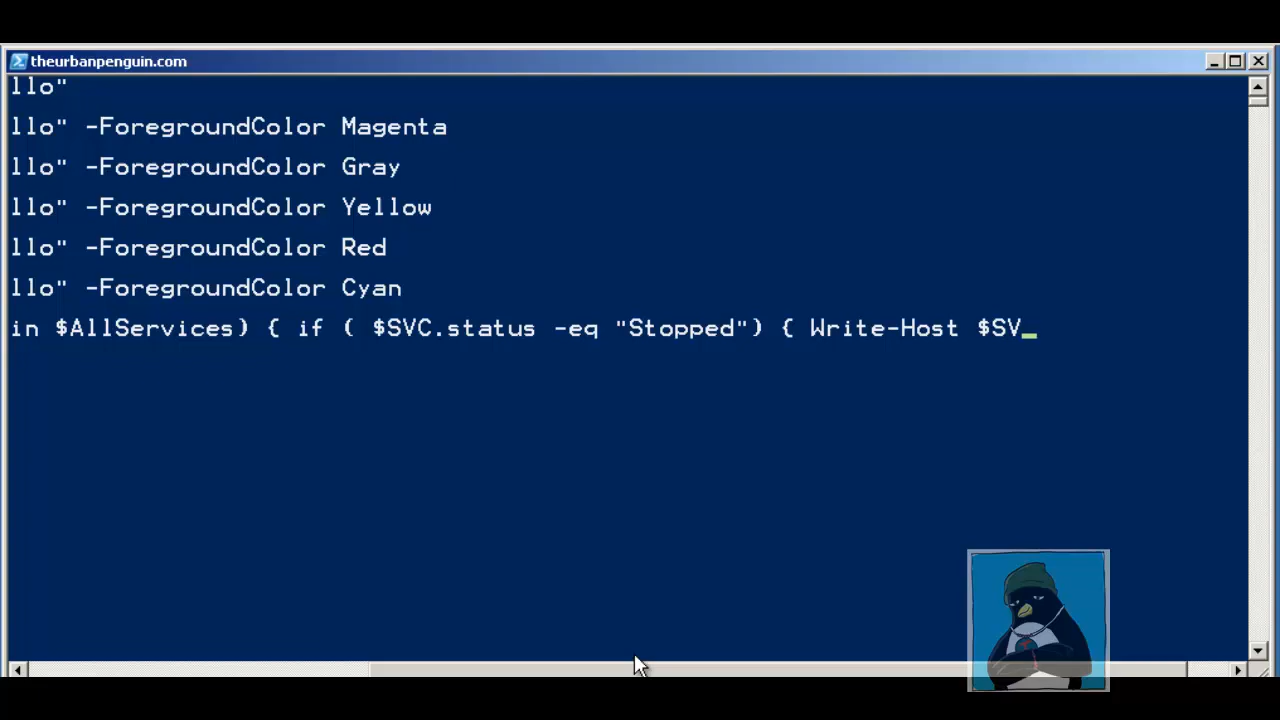 theurbanpenguin.com
llo"
llo" -ForegroundColor Magenta
llo" -ForegroundColor Gray
llo" -ForegroundColor Yellow
llo" -ForegroundColor Red
llo" -ForegroundColor Cyan
in $AllServices) { if ( $SVC.status -eq "Stopped") { Write-Host $SV